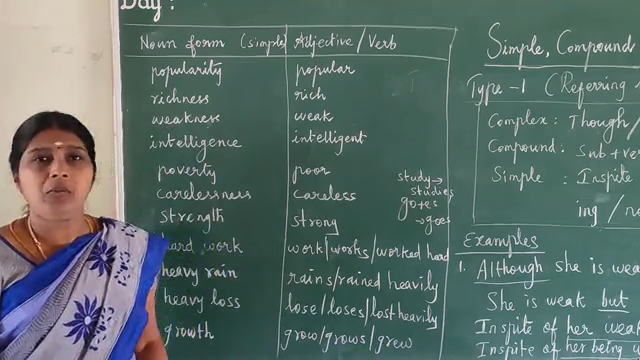 Day:
Noun form (simple) Adjective/Verb
popularity popular
richness rich
weakness weak
intelligence intelligent
poverty poor
carelessness careless
strength strong
hard work work/works/worked hard
heavy rain rains/rained heavily
heavy loss lose/loses/lost heavily
growth grow/grows/grew
study→
studies
go+es
→goes
Simple, Compound
Type-1 (Referring
Complex: Though/
Compound: Sub+ve
Simple: Inspite
ing/no
Examples
1. Although she is wea
She is weak but
Inspite of her weak
Inspite of her being